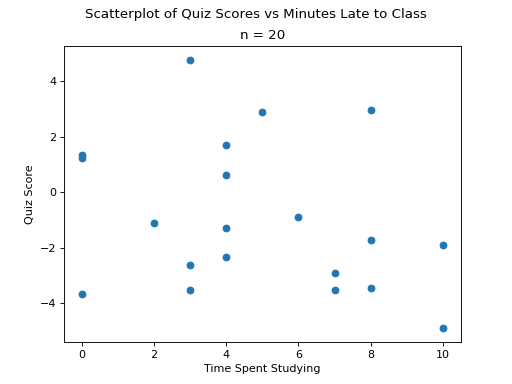 Scatterplot of Quiz Scores vs Minutes Late to Class
n = 20
4
2
0
−2
−4
Quiz Score
0 2 4 6 8 10
Time Spent Studying